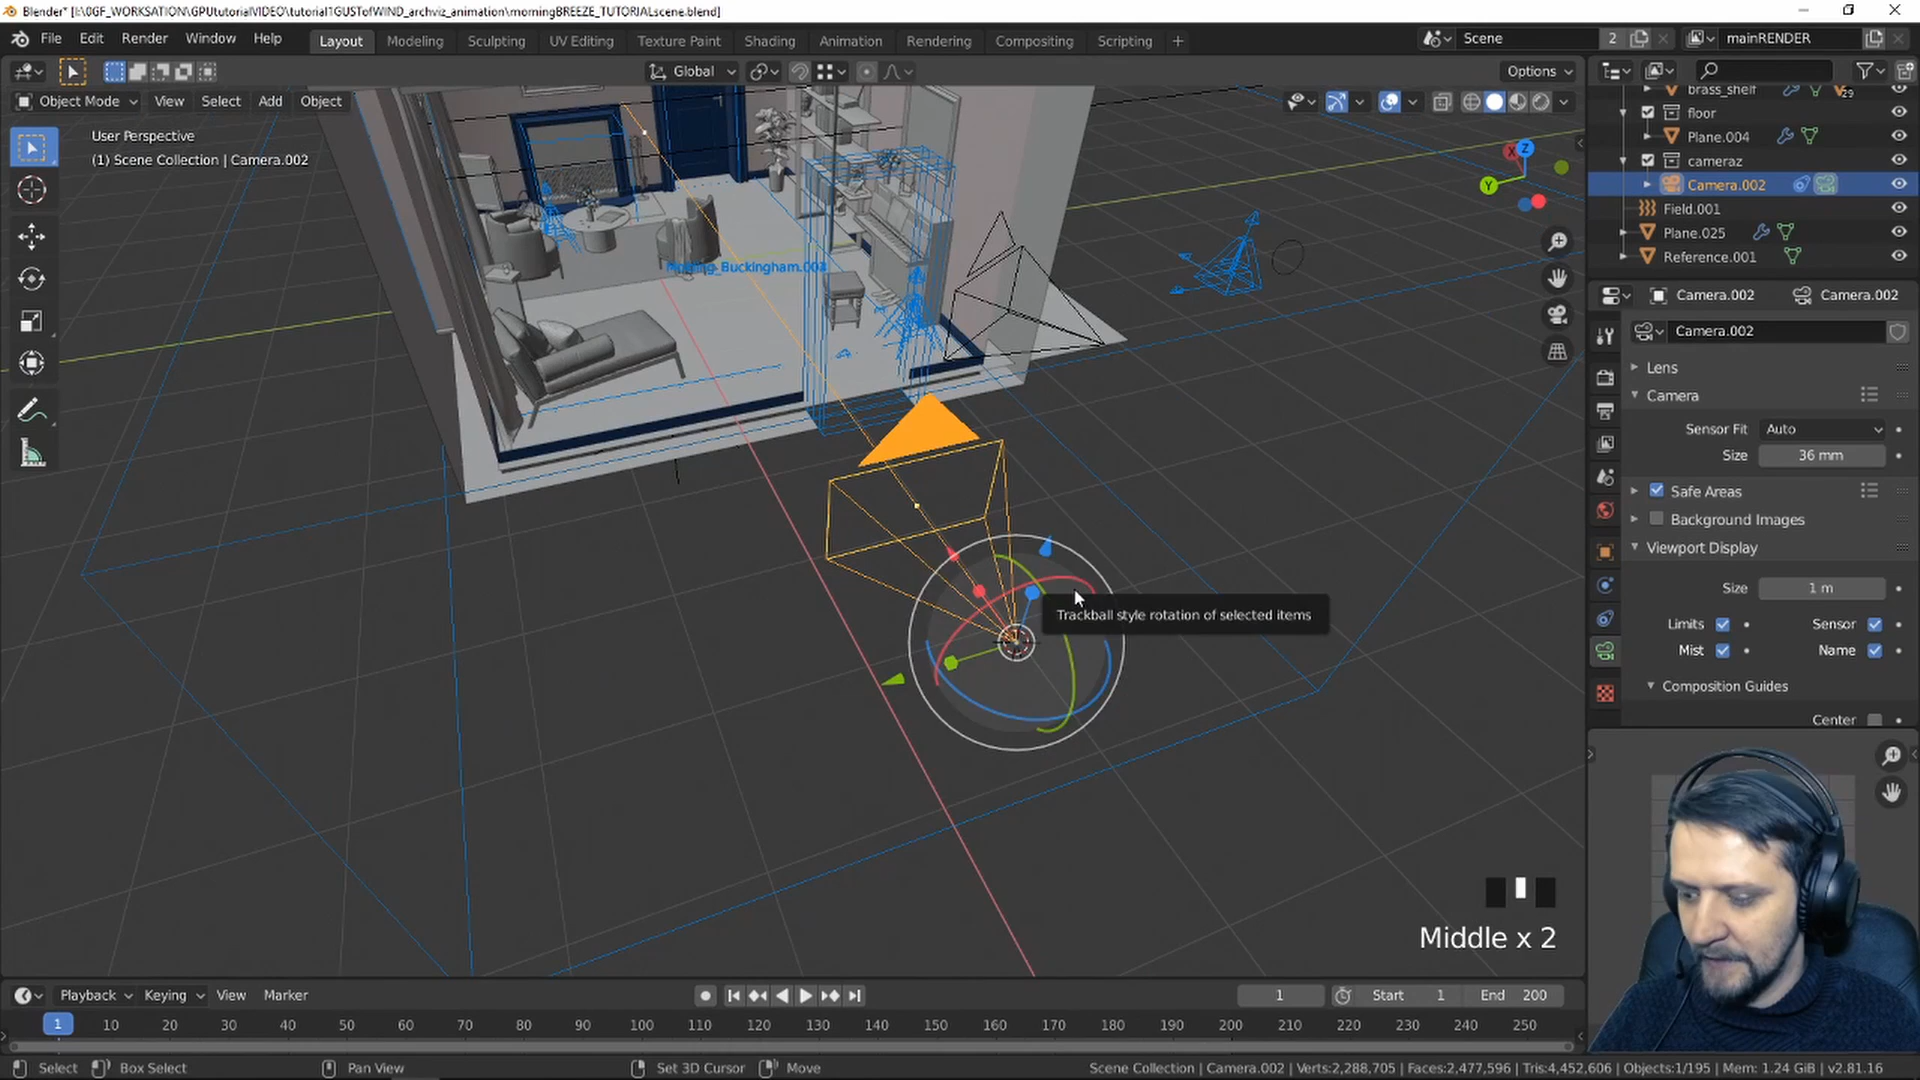 Blender* [I:\0GF_WORKSATION\GPUtutorialVIDEO\tutorial1GUSTofWIND_archviz_animation\morningBREEZE_TUTORIALscene.blend]
File Edit Render Window Help Layout Modeling Sculpting UV Editing Texture Paint Shading Animation Rendering Compositing Scripting + Scene 2 mainRENDER
Global Options
Object Mode View Select Add Object
User Perspective
(1) Scene Collection | Camera.002
brass_shelf 29
floor
Plane.004
cameraz
Camera.002
Field.001
Plane.025
Reference.001
X Y Z
Camera.002 Camera.002
Camera.002
Lens
Camera
Sensor Fit Auto
Size 36 mm
Safe Areas
Background Images
Viewport Display
Size 1 m
Limits Sensor
Mist Name
Composition Guides
Center
Trackball style rotation of selected items
Middle x 2
Playback Keying View Marker 1 Start 1 End 200
1 10 20 30 40 50 60 70 80 90 100 110 120 130 140 150 160 170 180 190 200 210 220 230 240 250
Select Box Select Pan View Set 3D Cursor Move Scene Collection | Camera.002 | Verts:2,288,705 | Faces:2,477,596 | Tris:4,452,606 | Objects:1/195 | Mem: 1.24 GiB | v2.81.16